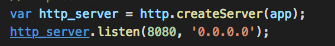 var http_server = http.createServer(app);
http_server.listen(8080, '0.0.0.0');